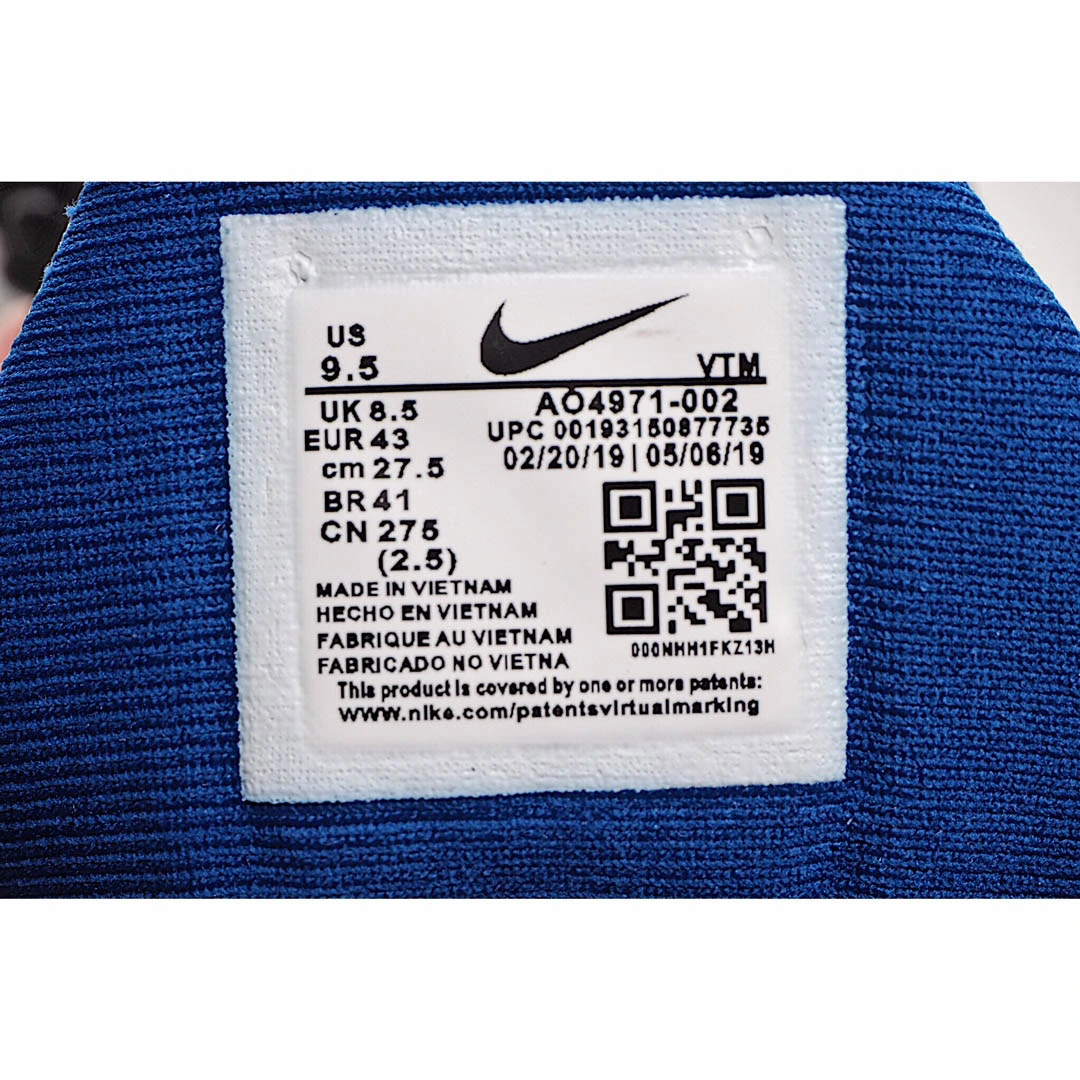 US
9.5
VTM
UK 8.5
AO4971-002
EUR 43
UPC 00193150877735
cm 27.5
02/20/19 | 05/06/19
BR 41
CN 275
(2.5)
MADE IN VIETNAM
HECHO EN VIETNAM
FABRIQUE AU VIETNAM
FABRICADO NO VIETNA
000NHH1FKZ13H
This product is covered by one or more patents:
www.nike.com/patentsvirtualmarking